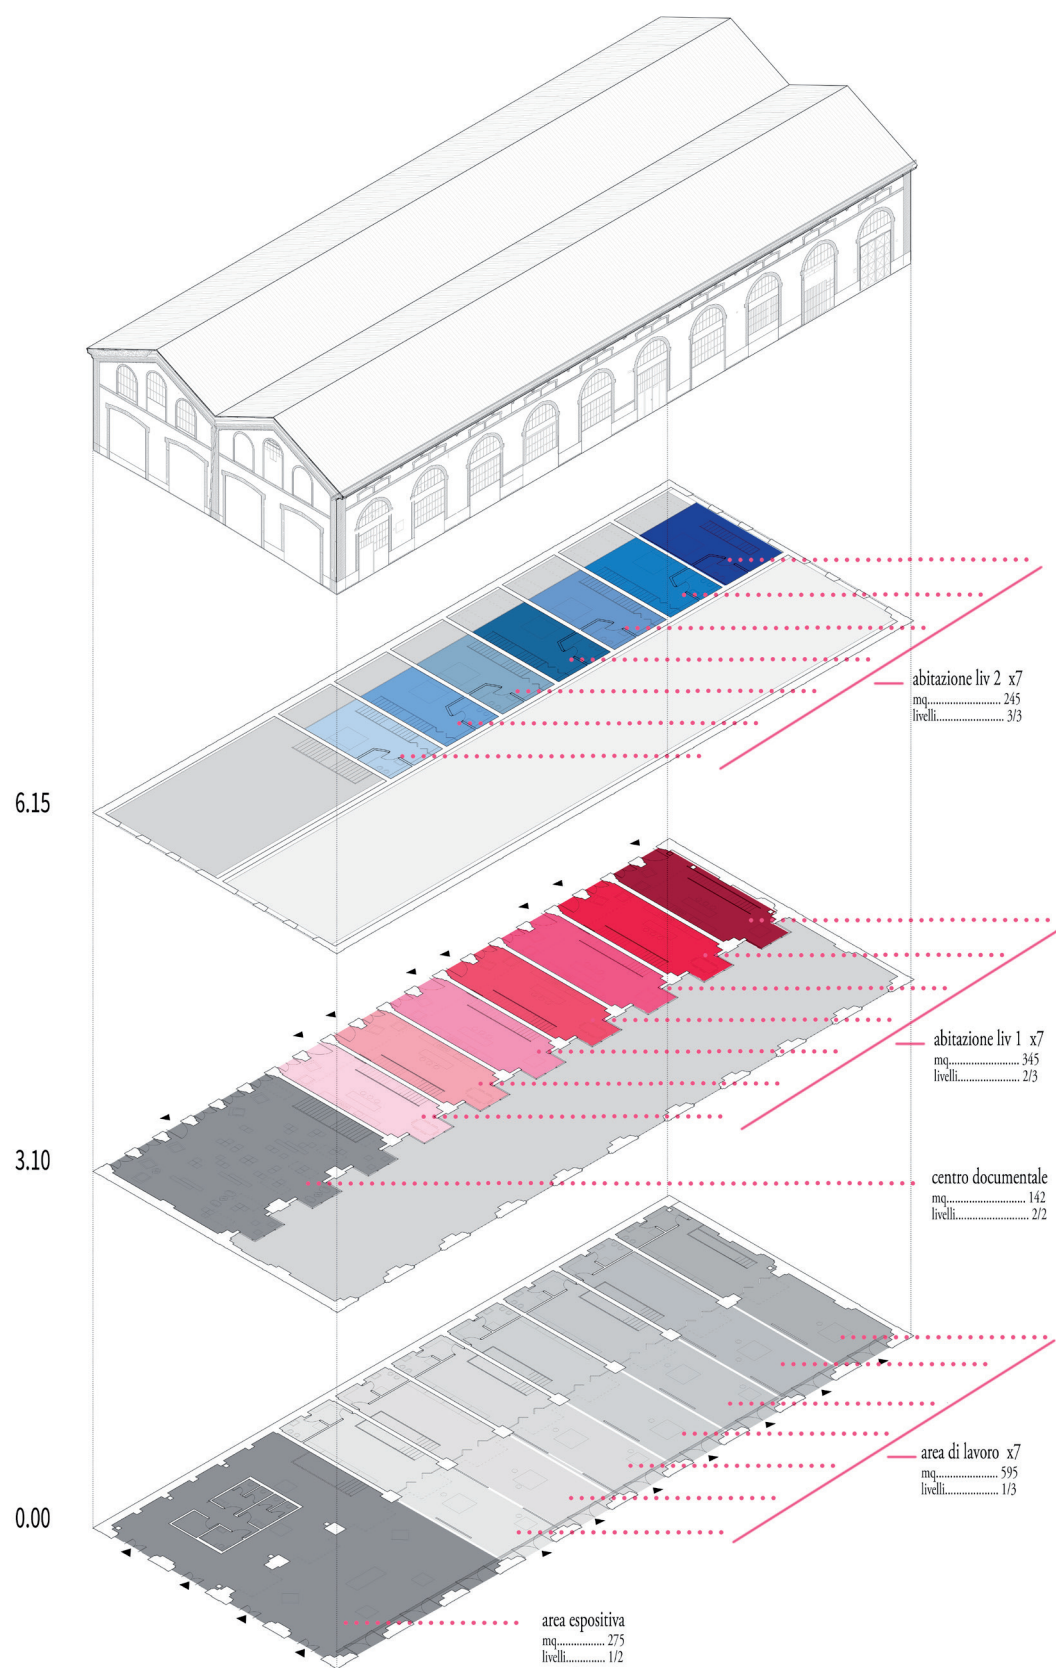 abitazione liv 2 x7
mq.......................... 245
livelli........................ 3/3
6.15
abitazione liv 1 x7
mq......................... 345
livelli...................... 2/3
3.10
centro documentale
mq............................ 142
livelli.......................... 2/2
area di lavoro x7
mq...................... 595
livelli................... 1/3
0.00
area espositiva
mq................. 275
livelli.............. 1/2